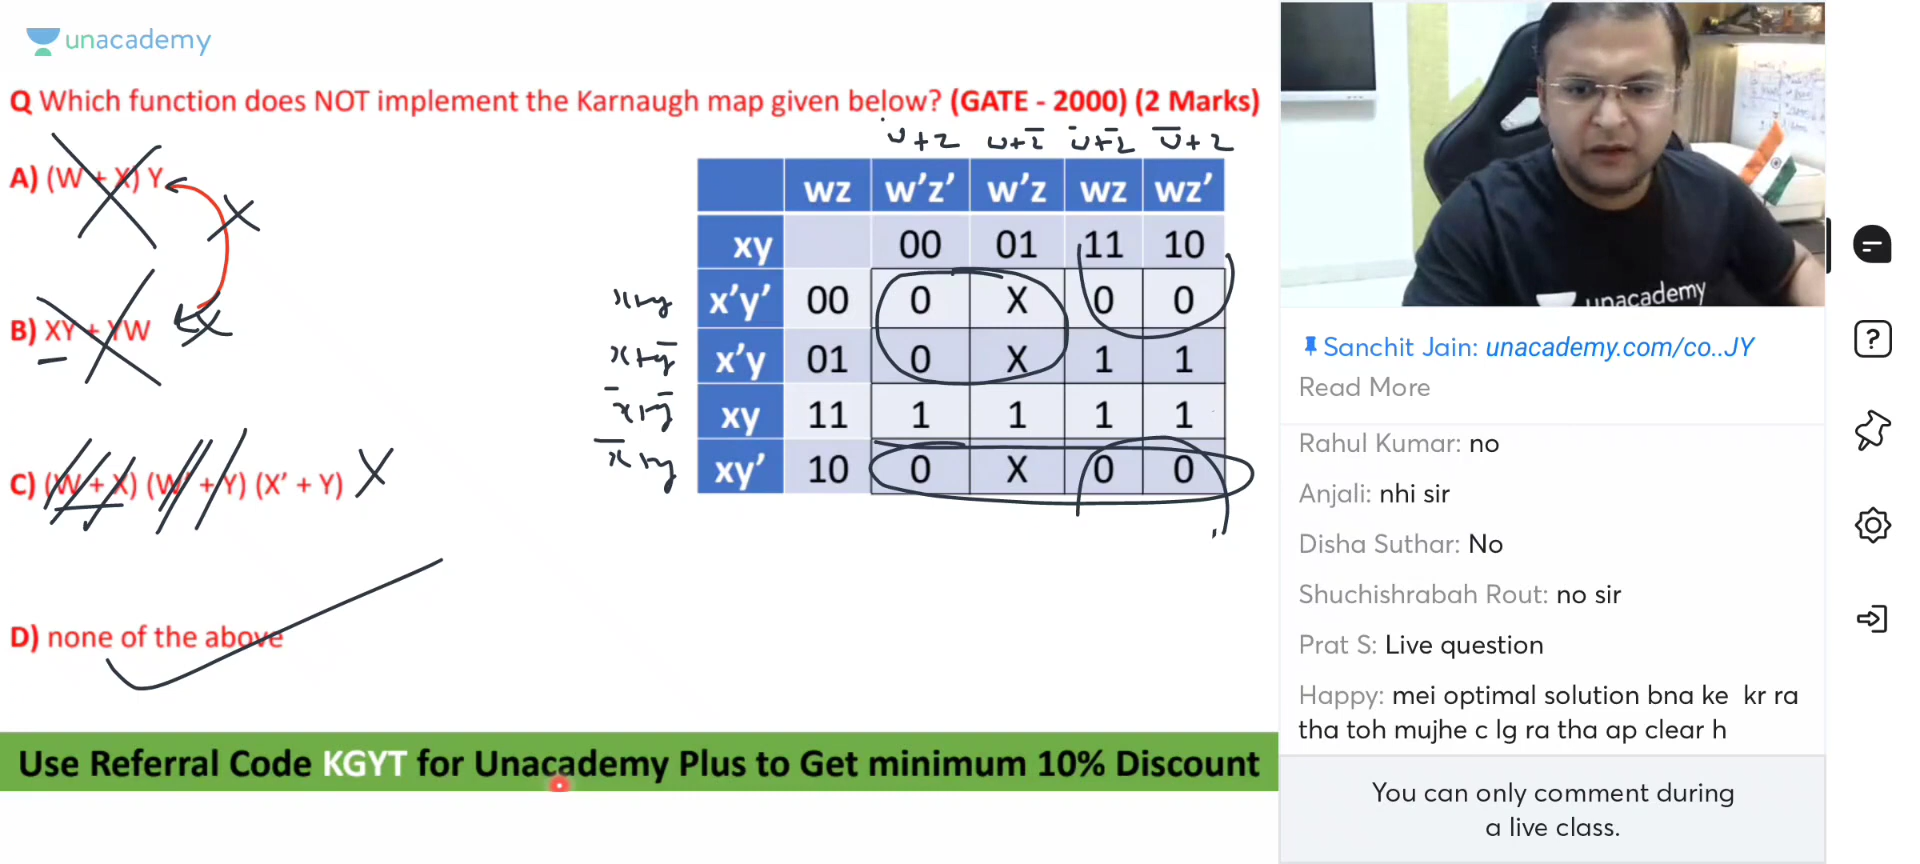 unacademy
Q Which function does NOT implement the Karnaugh map given below? (GATE - 2000) (2 Marks)
A) (W + X) Y
B) XY + YW
C) (W + X) (W' + Y) (X' + Y)
D) none of the above
w+z w+z̅ w̅+z̅ w̅+z
wz w'z' w'z wz wz'
xy 00 01 11 10
x+y x'y' 00 0 X 0 0
x+y̅ x'y 01 0 X 1 1
x̅+y̅ xy 11 1 1 1 1
x̅+y xy' 10 0 X 0 0
Use Referral Code KGYT for Unacademy Plus to Get minimum 10% Discount
unacademy
Sanchit Jain: unacademy.com/co..JY
Read More
Rahul Kumar: no
Anjali: nhi sir
Disha Suthar: No
Shuchishrabah Rout: no sir
Prat S: Live question
Happy: mei optimal solution bna ke kr ra
tha toh mujhe c lg ra tha ap clear h
You can only comment during
a live class.